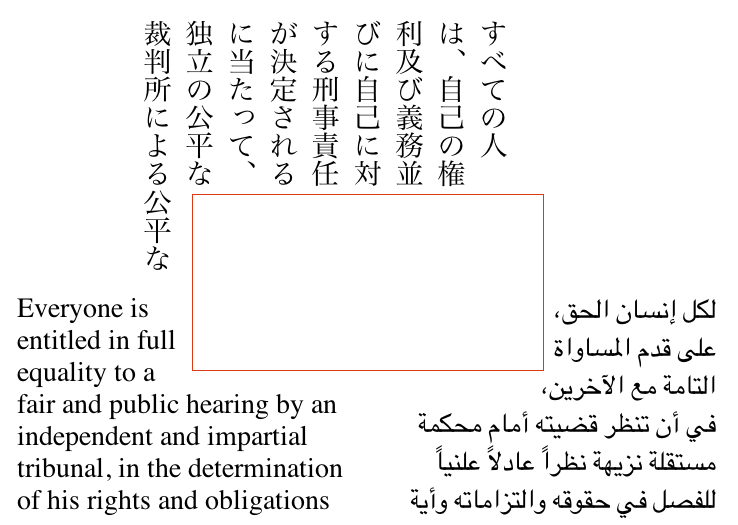 すべての人
は、自己の権
利及び義務並
びに自己に対
する刑事責任
が決定される
に当たって、
独立の公平な
裁判所による公平な
Everyone is
entitled in full
equality to a
fair and public hearing by an
independent and impartial
tribunal, in the determination
of his rights and obligations
لكل إنسان الحق،
على قدم المساواة
التامة مع الآخرين،
في أن تنظر قضيته أمام محكمة
مستقلة نزيهة نظراً عادلاً علنياً
للفصل في حقوقه والتزاماته وأية